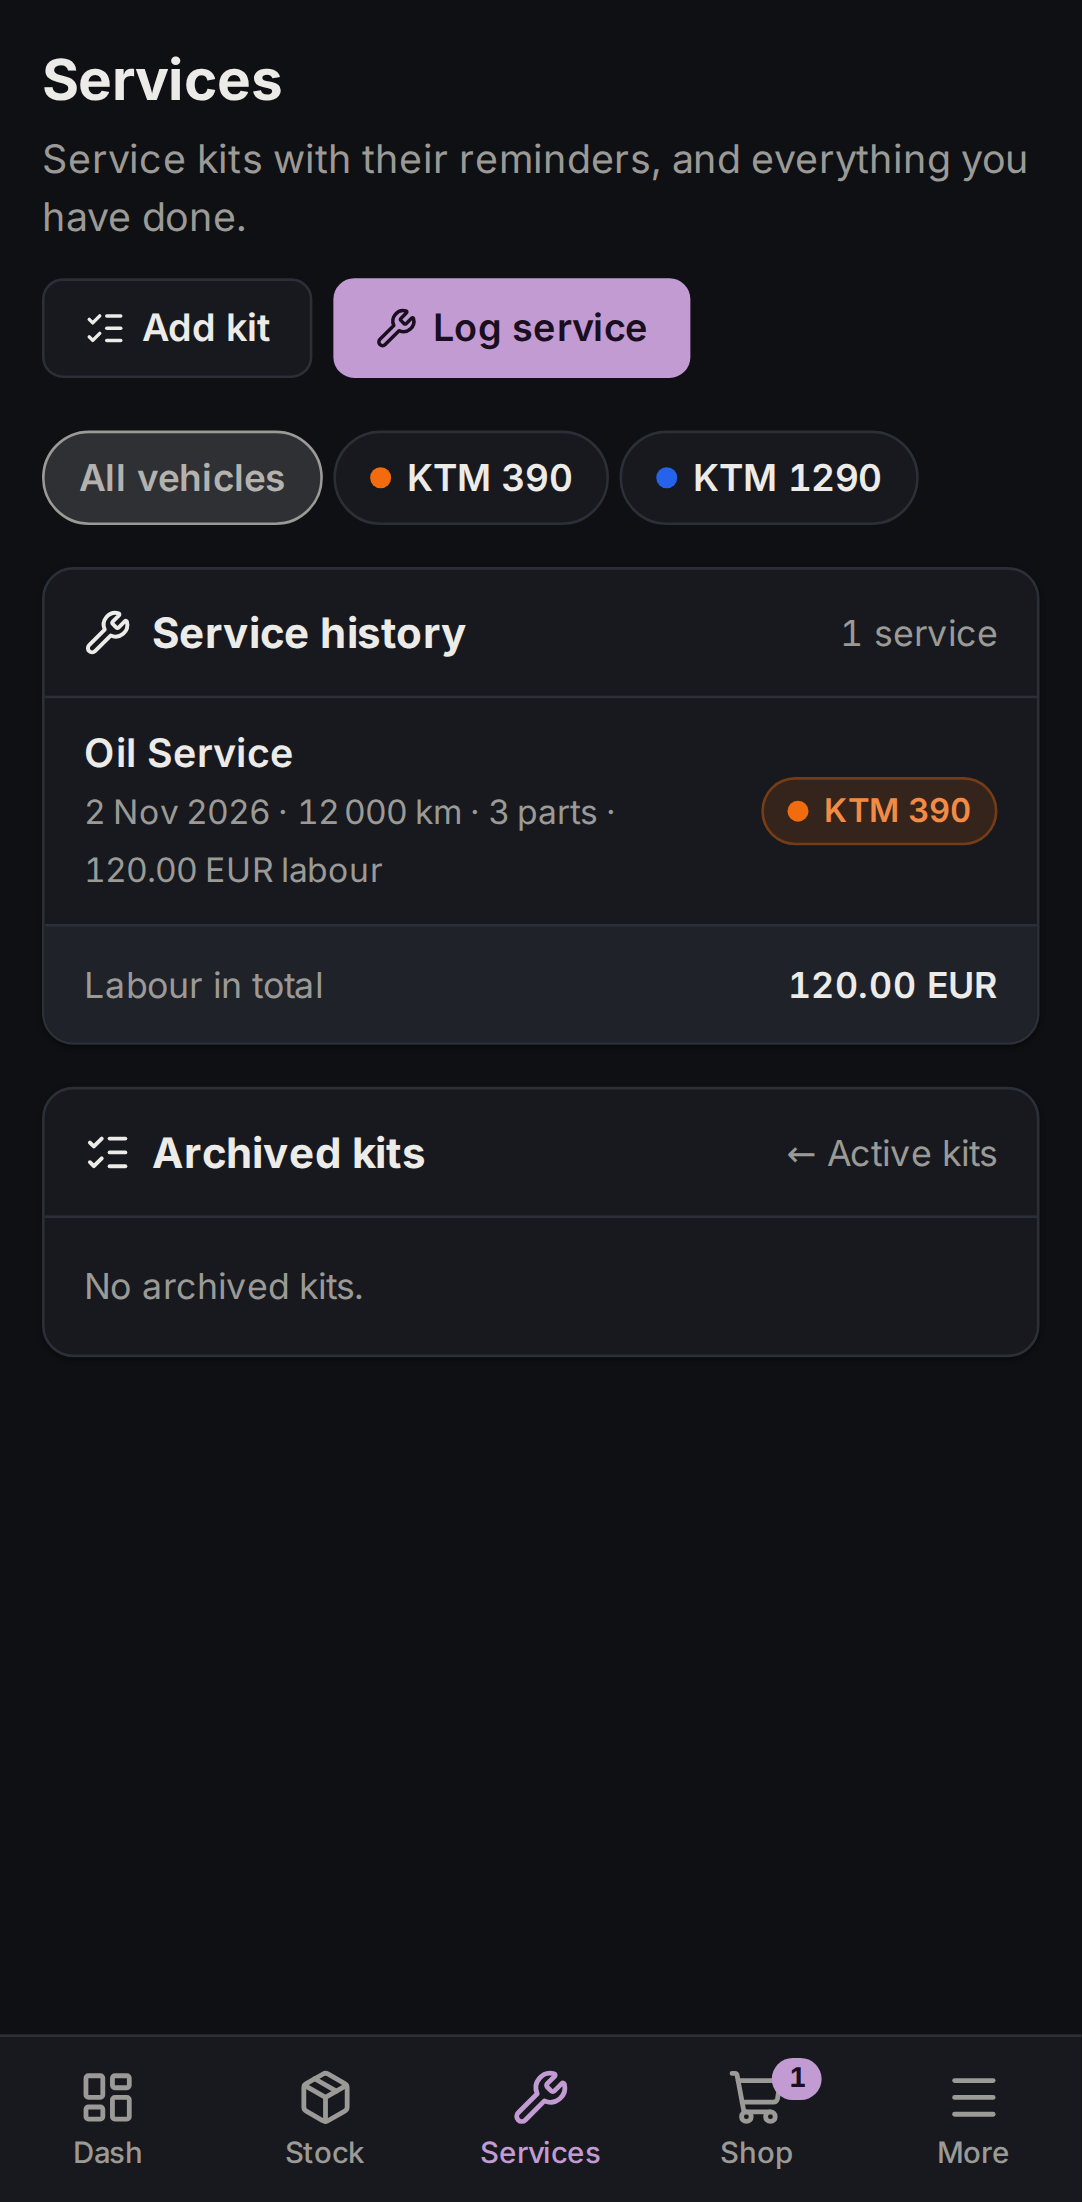 Services
Service kits with their reminders, and everything you
have done.
Add kit
Log service
All vehicles
KTM 390
KTM 1290
Service history
1 service
Oil Service
2 Nov 2026 · 12 000 km · 3 parts ·
120.00 EUR labour
KTM 390
Labour in total
120.00 EUR
Archived kits
← Active kits
No archived kits.
1
Dash
Stock
Services
Shop
More